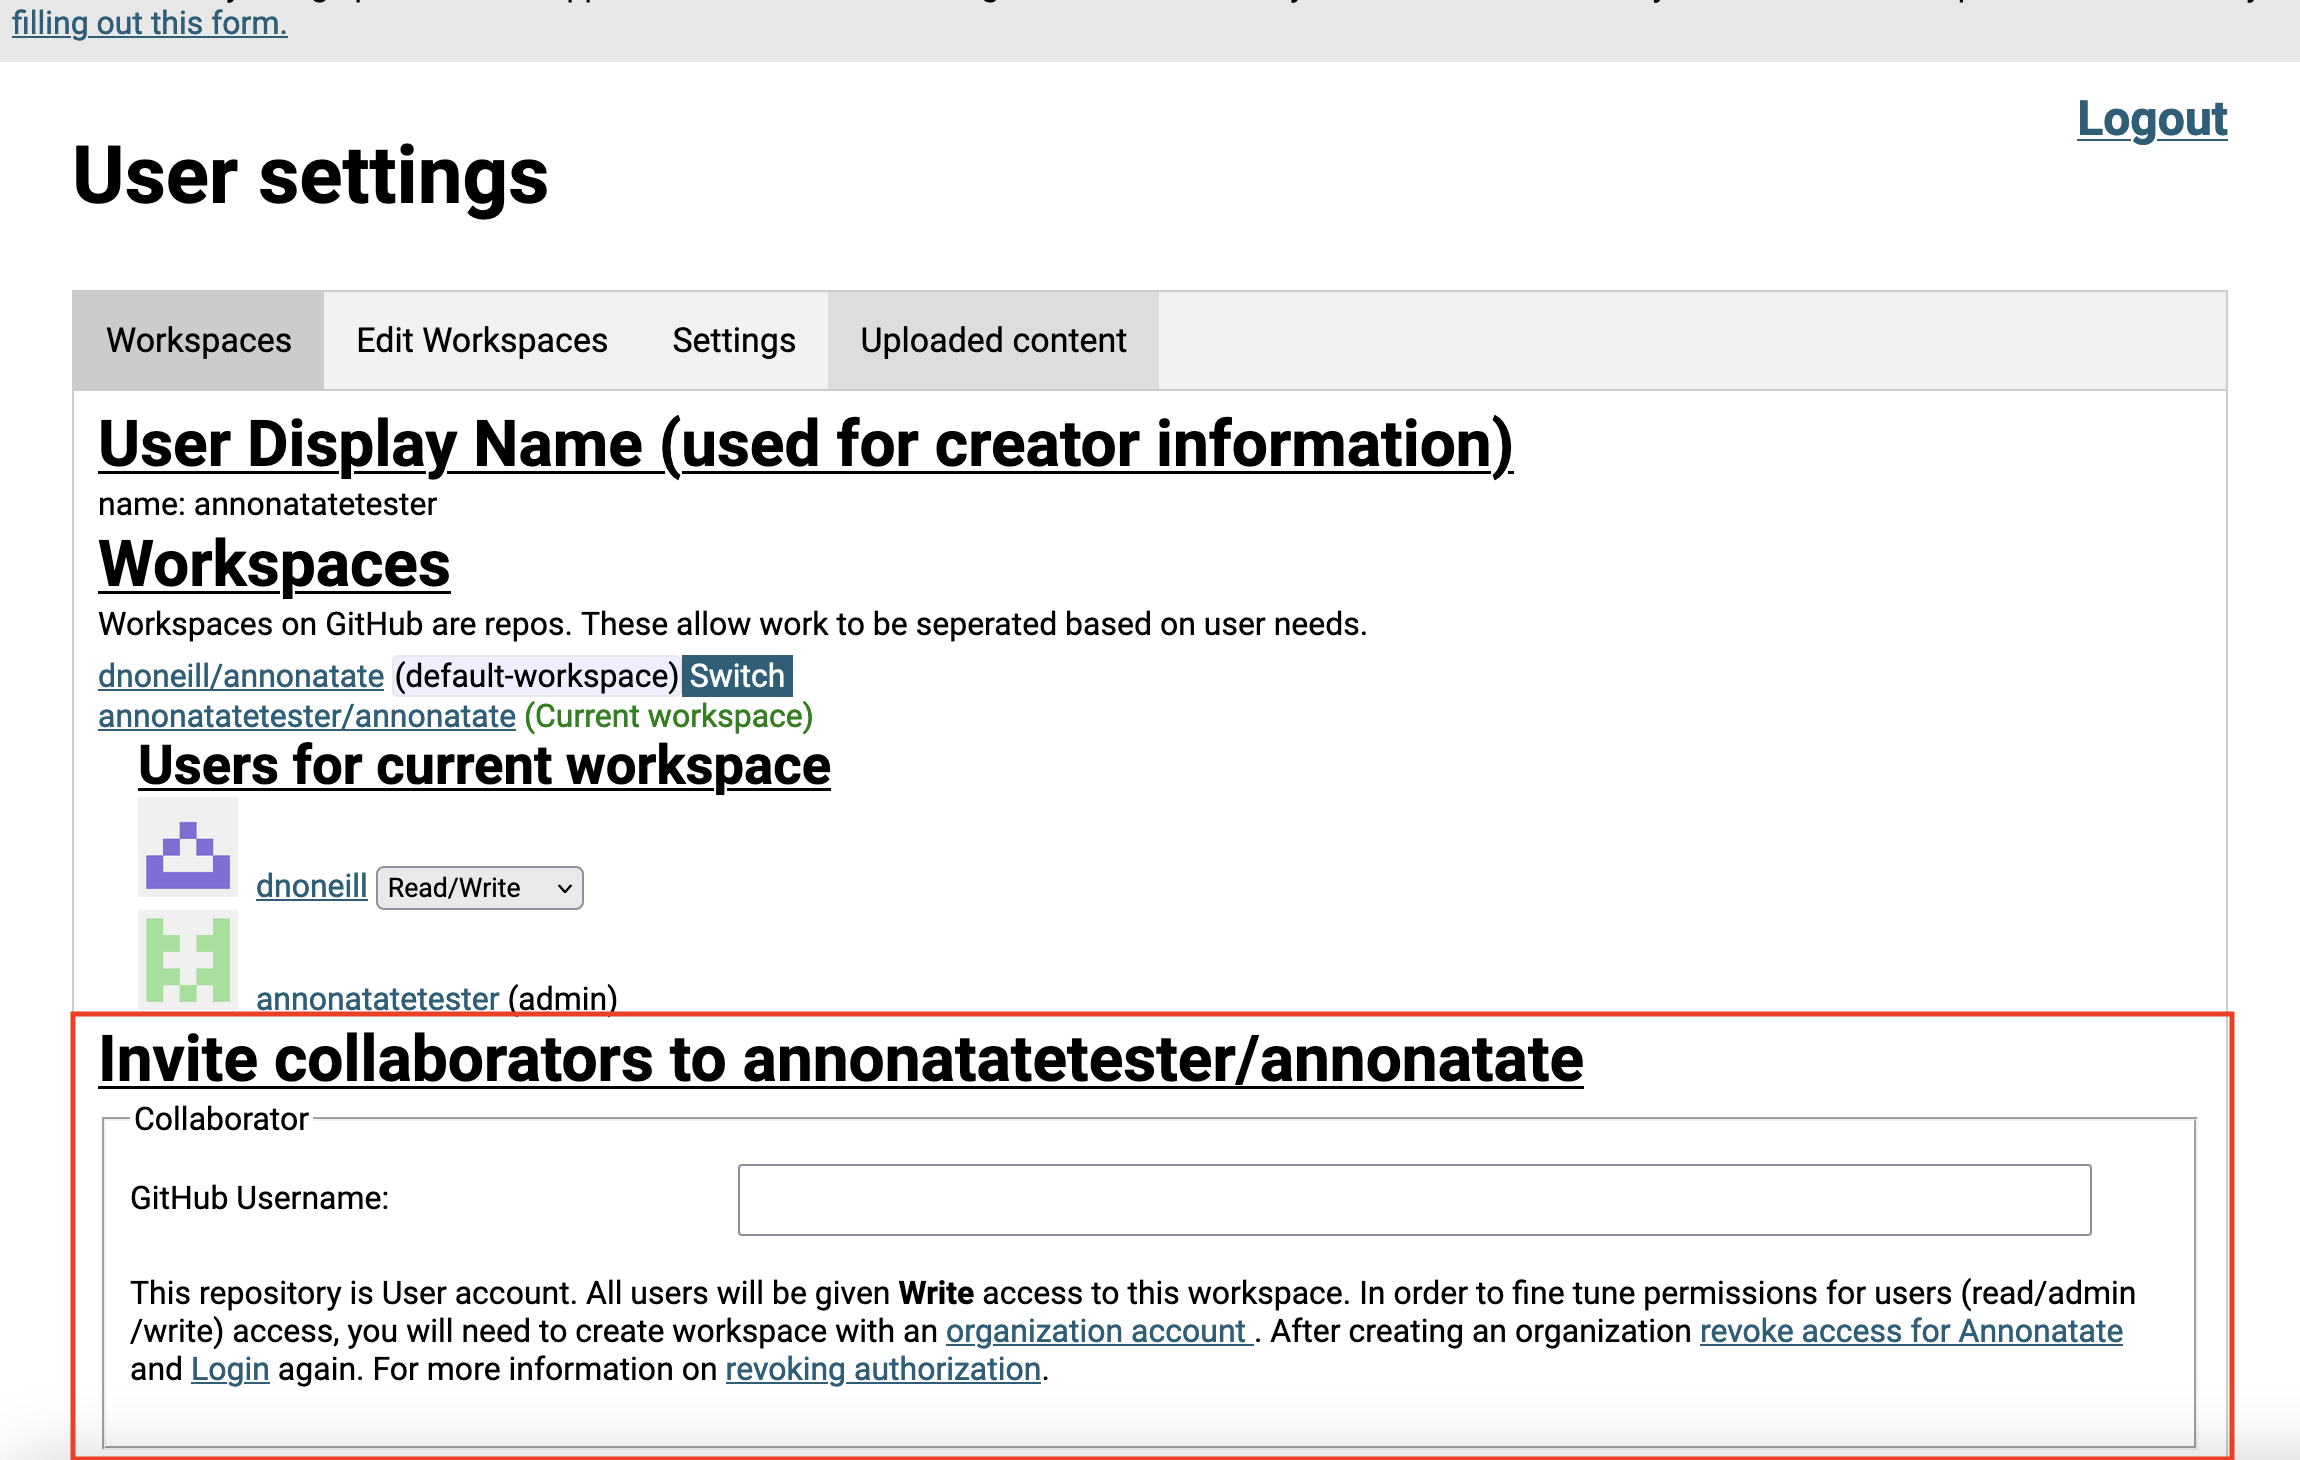 filling out this form.
Logout
User settings
Workspaces Edit Workspaces Settings Uploaded content
User Display Name (used for creator information)
name: annonatatetester
Workspaces
Workspaces on GitHub are repos. These allow work to be seperated based on user needs.
dnoneill/annonatate (default-workspace) Switch
annonatatetester/annonatate (Current workspace)
Users for current workspace
dnoneill Read/Write
annonatatetester (admin)
Invite collaborators to annonatatetester/annonatate
Collaborator
GitHub Username:
This repository is User account. All users will be given Write access to this workspace. In order to fine tune permissions for users (read/admin
/write) access, you will need to create workspace with an organization account . After creating an organization revoke access for Annonatate
and Login again. For more information on revoking authorization.